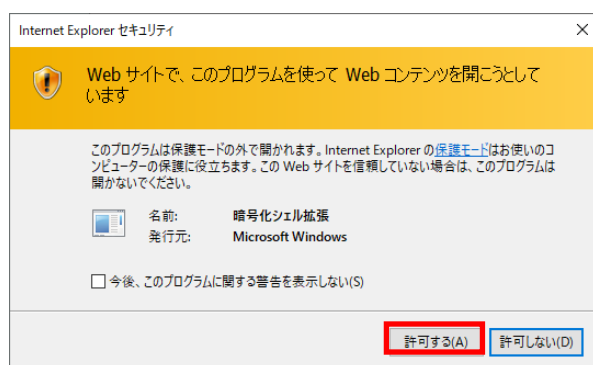 Internet Explorer セキュリティ
Web サイトで、このプログラムを使って Web コンテンツを開こうとして
います
このプログラムは保護モードの外で開かれます。Internet Explorer の保護モードはお使いのコ
ンピューターの保護に役立ちます。この Web サイトを信頼していない場合は、このプログラムは
開かないでください。
名前: 暗号化シェル拡張
発行元: Microsoft Windows
今後、このプログラムに関する警告を表示しない(S)
許可する(A) 許可しない(D)